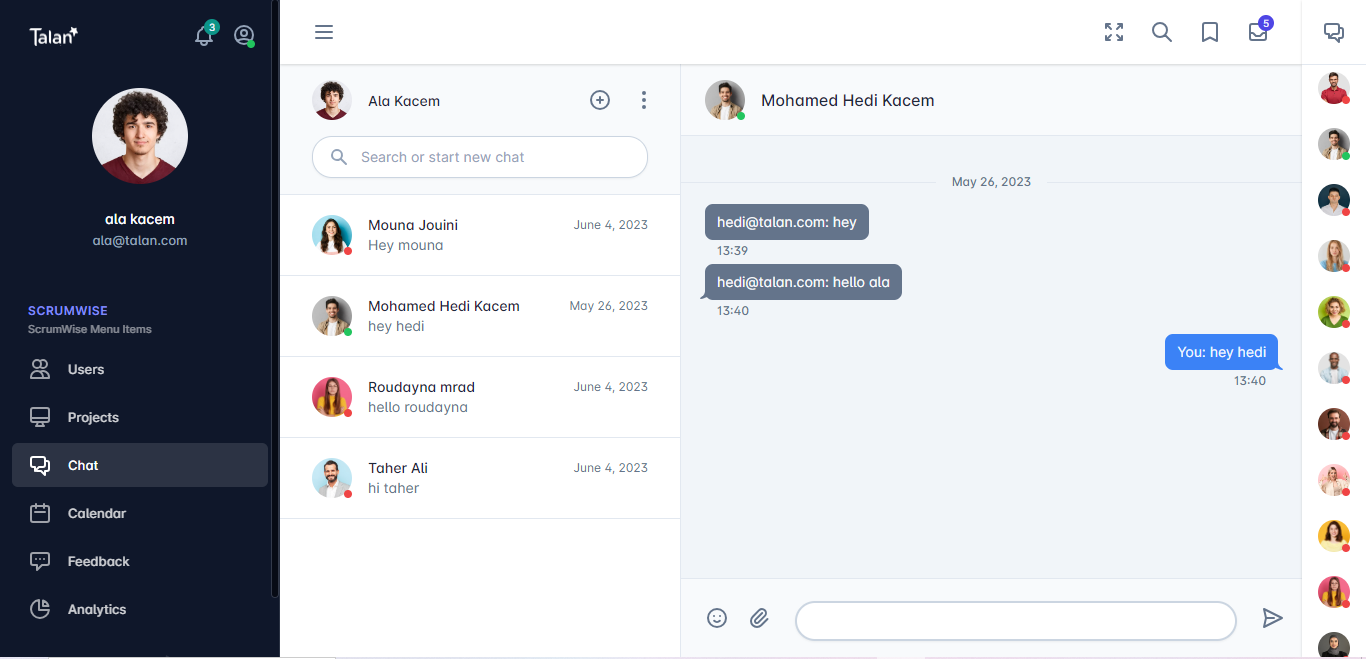 Talan
3
ala kacem
ala@talan.com
SCRUMWISE
ScrumWise Menu Items
Users
Projects
Chat
Calendar
Feedback
Analytics
5
Ala Kacem
Search or start new chat
Mouna Jouini
June 4, 2023
Hey mouna
Mohamed Hedi Kacem
May 26, 2023
hey hedi
Roudayna mrad
June 4, 2023
hello roudayna
Taher Ali
June 4, 2023
hi taher
Mohamed Hedi Kacem
May 26, 2023
hedi@talan.com: hey
13:39
hedi@talan.com: hello ala
13:40
You: hey hedi
13:40